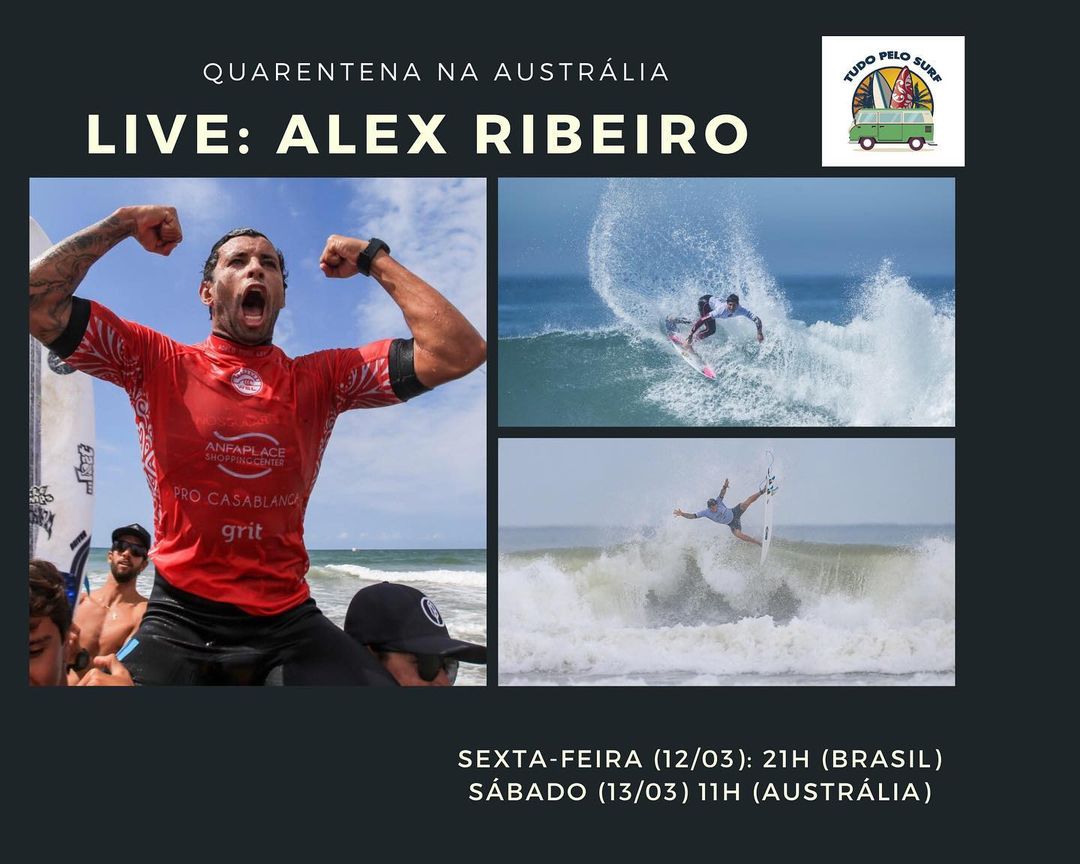 QUARENTENA NA AUSTRÁLIA
LIVE: ALEX RIBEIRO
TUDO PELO SURF
WSL
ANFAPLACE
SHOPPING CENTER
PRO CASABLANCA
grit
SEXTA-FEIRA (12/03): 21H (BRASIL)
SÁBADO (13/03) 11H (AUSTRÁLIA)